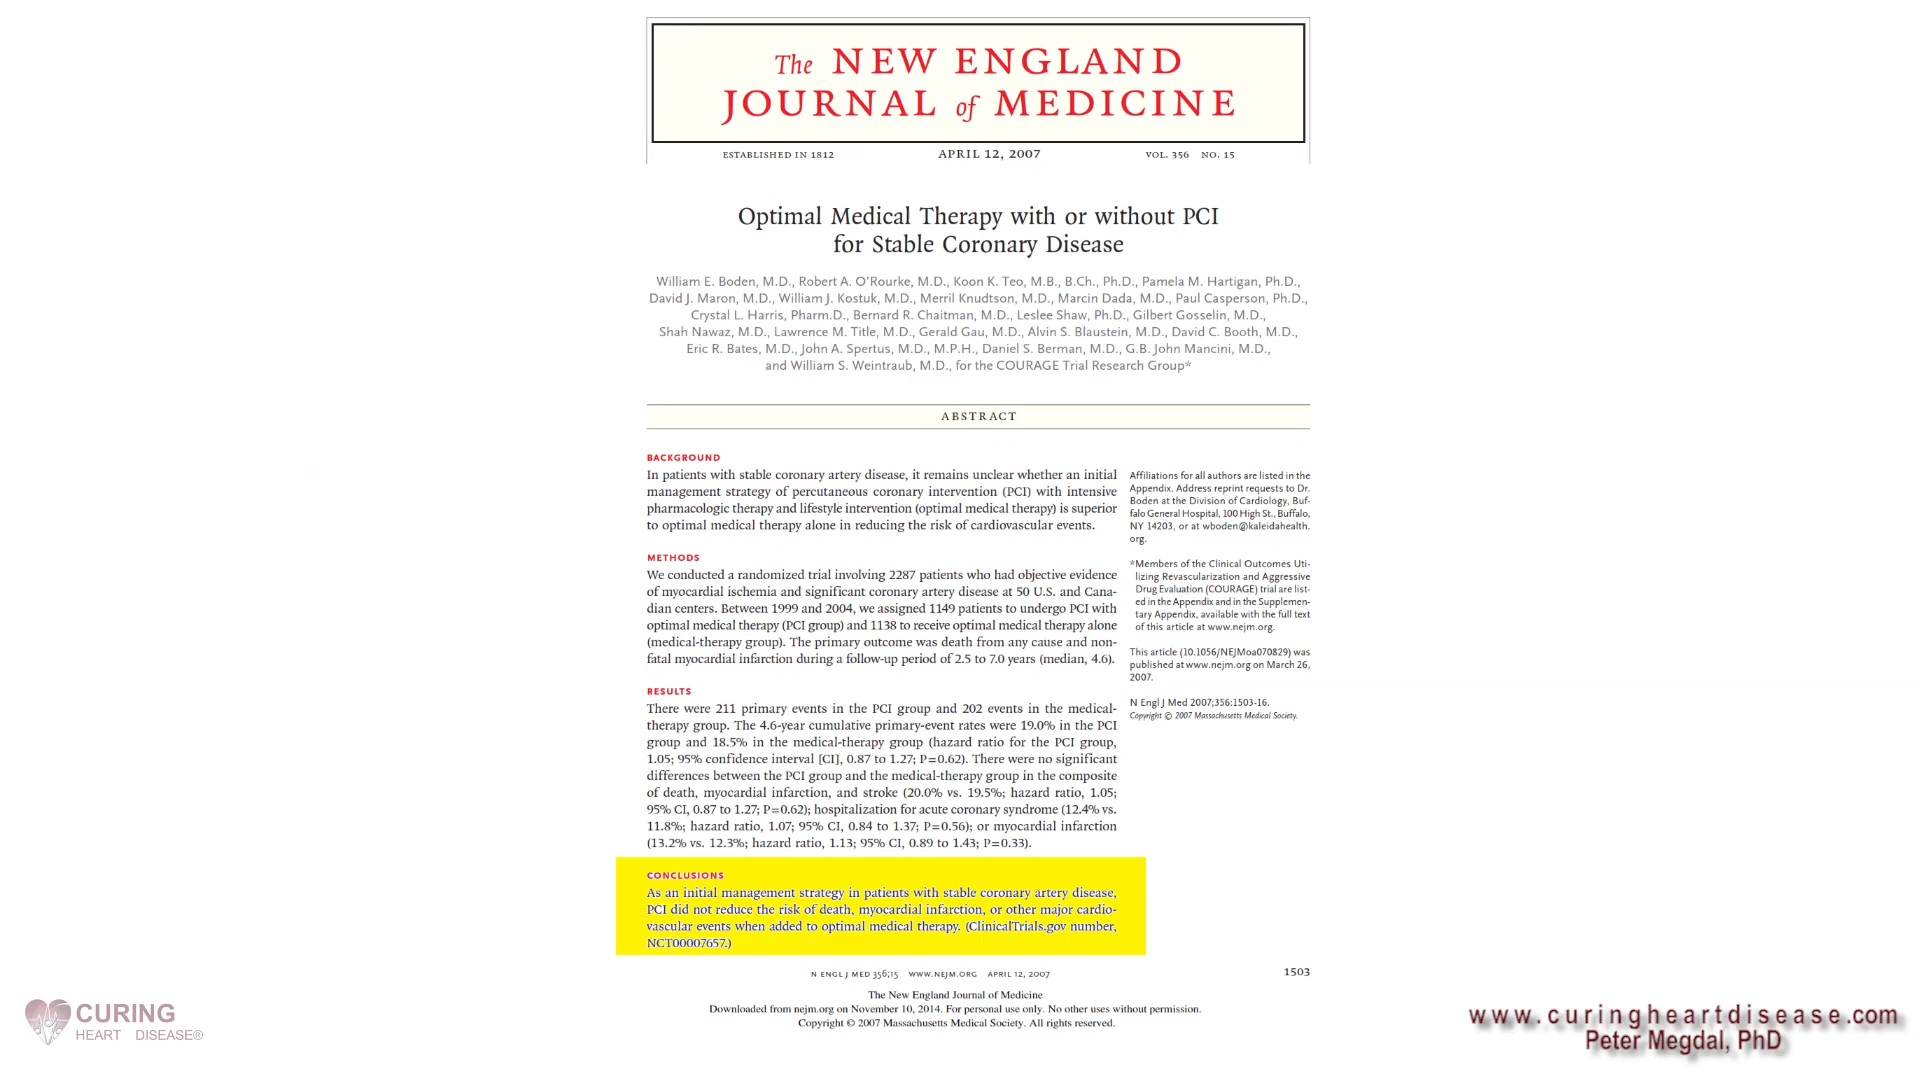 The NEW ENGLAND
JOURNAL of MEDICINE
ESTABLISHED IN 1812 APRIL 12, 2007 VOL. 356 NO. 15
Optimal Medical Therapy with or without PCI
for Stable Coronary Disease
William E. Boden, M.D., Robert A. O’Rourke, M.D., Koon K. Teo, M.B., B.Ch., Ph.D., Pamela M. Hartigan, Ph.D.,
David J. Maron, M.D., William J. Kostuk, M.D., Merril Knudtson, M.D., Marcin Dada, M.D., Paul Casperson, Ph.D.,
Crystal L. Harris, Pharm.D., Bernard R. Chaitman, M.D., Leslee Shaw, Ph.D., Gilbert Gosselin, M.D.,
Shah Nawaz, M.D., Lawrence M. Title, M.D., Gerald Gau, M.D., Alvin S. Blaustein, M.D., David C. Booth, M.D.,
Eric R. Bates, M.D., John A. Spertus, M.D., M.P.H., Daniel S. Berman, M.D., G.B. John Mancini, M.D.,
and William S. Weintraub, M.D., for the COURAGE Trial Research Group*
ABSTRACT
BACKGROUND
In patients with stable coronary artery disease, it remains unclear whether an initial
management strategy of percutaneous coronary intervention (PCI) with intensive
pharmacologic therapy and lifestyle intervention (optimal medical therapy) is superior
to optimal medical therapy alone in reducing the risk of cardiovascular events.
METHODS
We conducted a randomized trial involving 2287 patients who had objective evidence
of myocardial ischemia and significant coronary artery disease at 50 U.S. and Cana-
dian centers. Between 1999 and 2004, we assigned 1149 patients to undergo PCI with
optimal medical therapy (PCI group) and 1138 to receive optimal medical therapy alone
(medical-therapy group). The primary outcome was death from any cause and non-
fatal myocardial infarction during a follow-up period of 2.5 to 7.0 years (median, 4.6).
RESULTS
There were 211 primary events in the PCI group and 202 events in the medical-
therapy group. The 4.6-year cumulative primary-event rates were 19.0% in the PCI
group and 18.5% in the medical-therapy group (hazard ratio for the PCI group,
1.05; 95% confidence interval [CI], 0.87 to 1.27; P=0.62). There were no significant
differences between the PCI group and the medical-therapy group in the composite
of death, myocardial infarction, and stroke (20.0% vs. 19.5%; hazard ratio, 1.05;
95% CI, 0.87 to 1.27; P=0.62); hospitalization for acute coronary syndrome (12.4% vs.
11.8%; hazard ratio, 1.07; 95% CI, 0.84 to 1.37; P=0.56); or myocardial infarction
(13.2% vs. 12.3%; hazard ratio, 1.13; 95% CI, 0.89 to 1.43; P=0.33).
CONCLUSIONS
As an initial management strategy in patients with stable coronary artery disease,
PCI did not reduce the risk of death, myocardial infarction, or other major cardio-
vascular events when added to optimal medical therapy. (ClinicalTrials.gov number,
NCT00007657.)
Affiliations for all authors are listed in the
Appendix. Address reprint requests to Dr.
Boden at the Division of Cardiology, Buf-
falo General Hospital, 100 High St., Buffalo,
NY 14203, or at wboden@kaleidahealth.
org.
*Members of the Clinical Outcomes Uti-
lizing Revascularization and Aggressive
Drug Evaluation (COURAGE) trial are list-
ed in the Appendix and in the Supplemen-
tary Appendix, available with the full text
of this article at www.nejm.org.
This article (10.1056/NEJMoa070829) was
published at www.nejm.org on March 26,
2007.
N Engl J Med 2007;356:1503-16.
Copyright © 2007 Massachusetts Medical Society.
N ENGL J MED 356;15 WWW.NEJM.ORG APRIL 12, 2007 1503
The New England Journal of Medicine
Downloaded from nejm.org on November 10, 2014. For personal use only. No other uses without permission.
Copyright © 2007 Massachusetts Medical Society. All rights reserved.
CURING
HEART DISEASE®
www.curingheartdisease.com
Peter Megdal, PhD